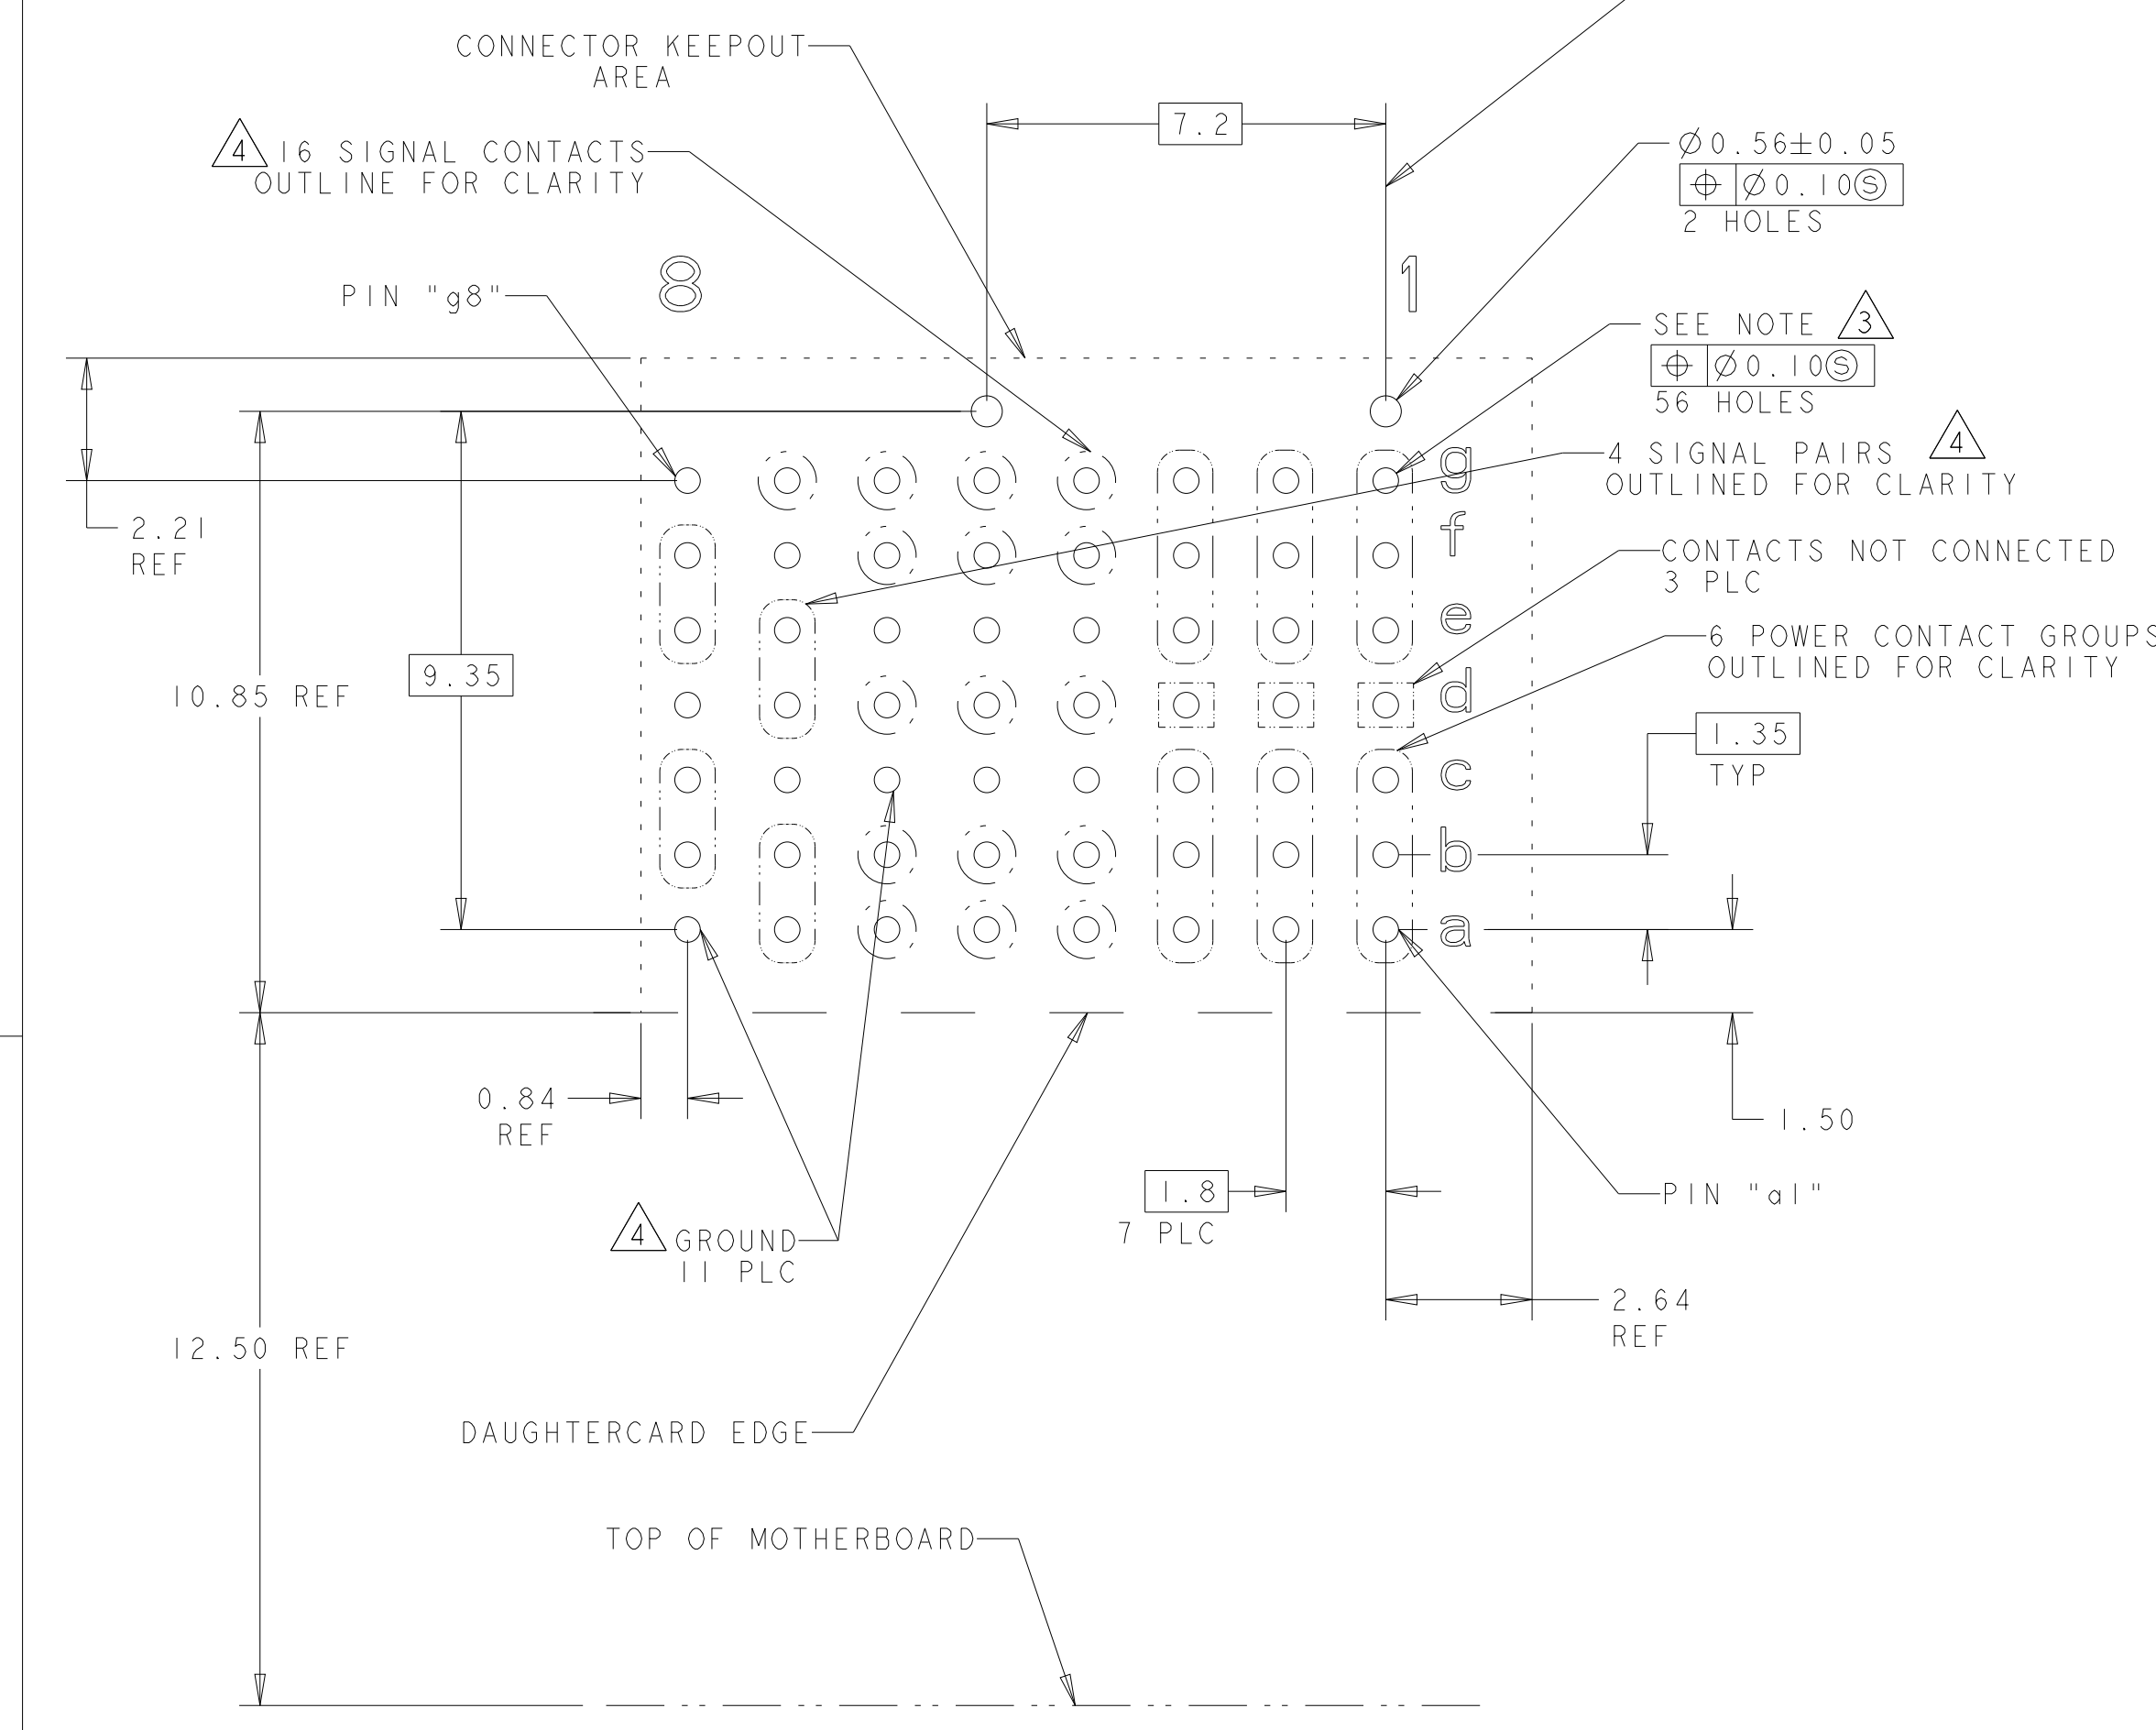 CONNECTOR KEEPOUT
AREA
7.2
4 16 SIGNAL CONTACTS
OUTLINE FOR CLARITY
Ø0.56±0.05
⌖ Ø0.10Ⓢ
2 HOLES
8
1
PIN "g8"
SEE NOTE 3
⌖ Ø0.10Ⓢ
56 HOLES
4 SIGNAL PAIRS 4
OUTLINED FOR CLARITY
g
2.21
REF
f
CONTACTS NOT CONNECTED
3 PLC
e
6 POWER CONTACT GROUPS
OUTLINED FOR CLARITY
9.35
10.85 REF
d
1.35
TYP
c
b
a
0.84
REF
1.50
1.8
7 PLC
PIN "a1"
4 GROUND
11 PLC
2.64
REF
12.50 REF
DAUGHTERCARD EDGE
TOP OF MOTHERBOARD